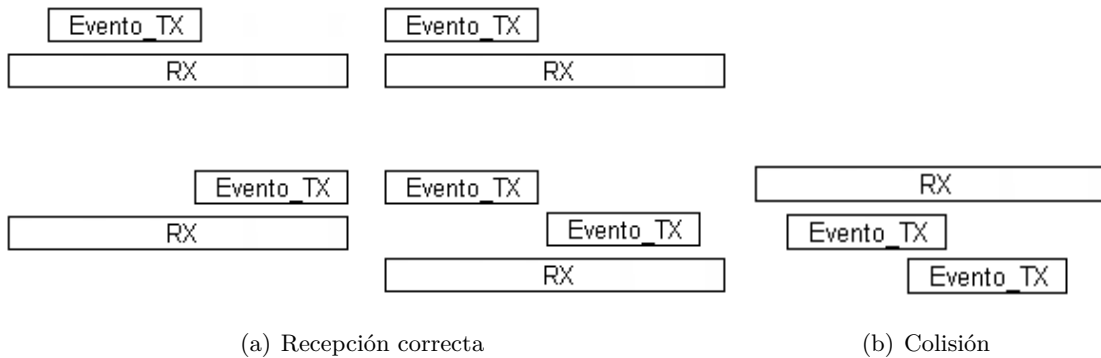 Evento_TX
RX
Evento_TX
RX
Evento_TX
RX
Evento_TX
Evento_TX
RX
RX
Evento_TX
Evento_TX
(a) Recepción correcta
(b) Colisión